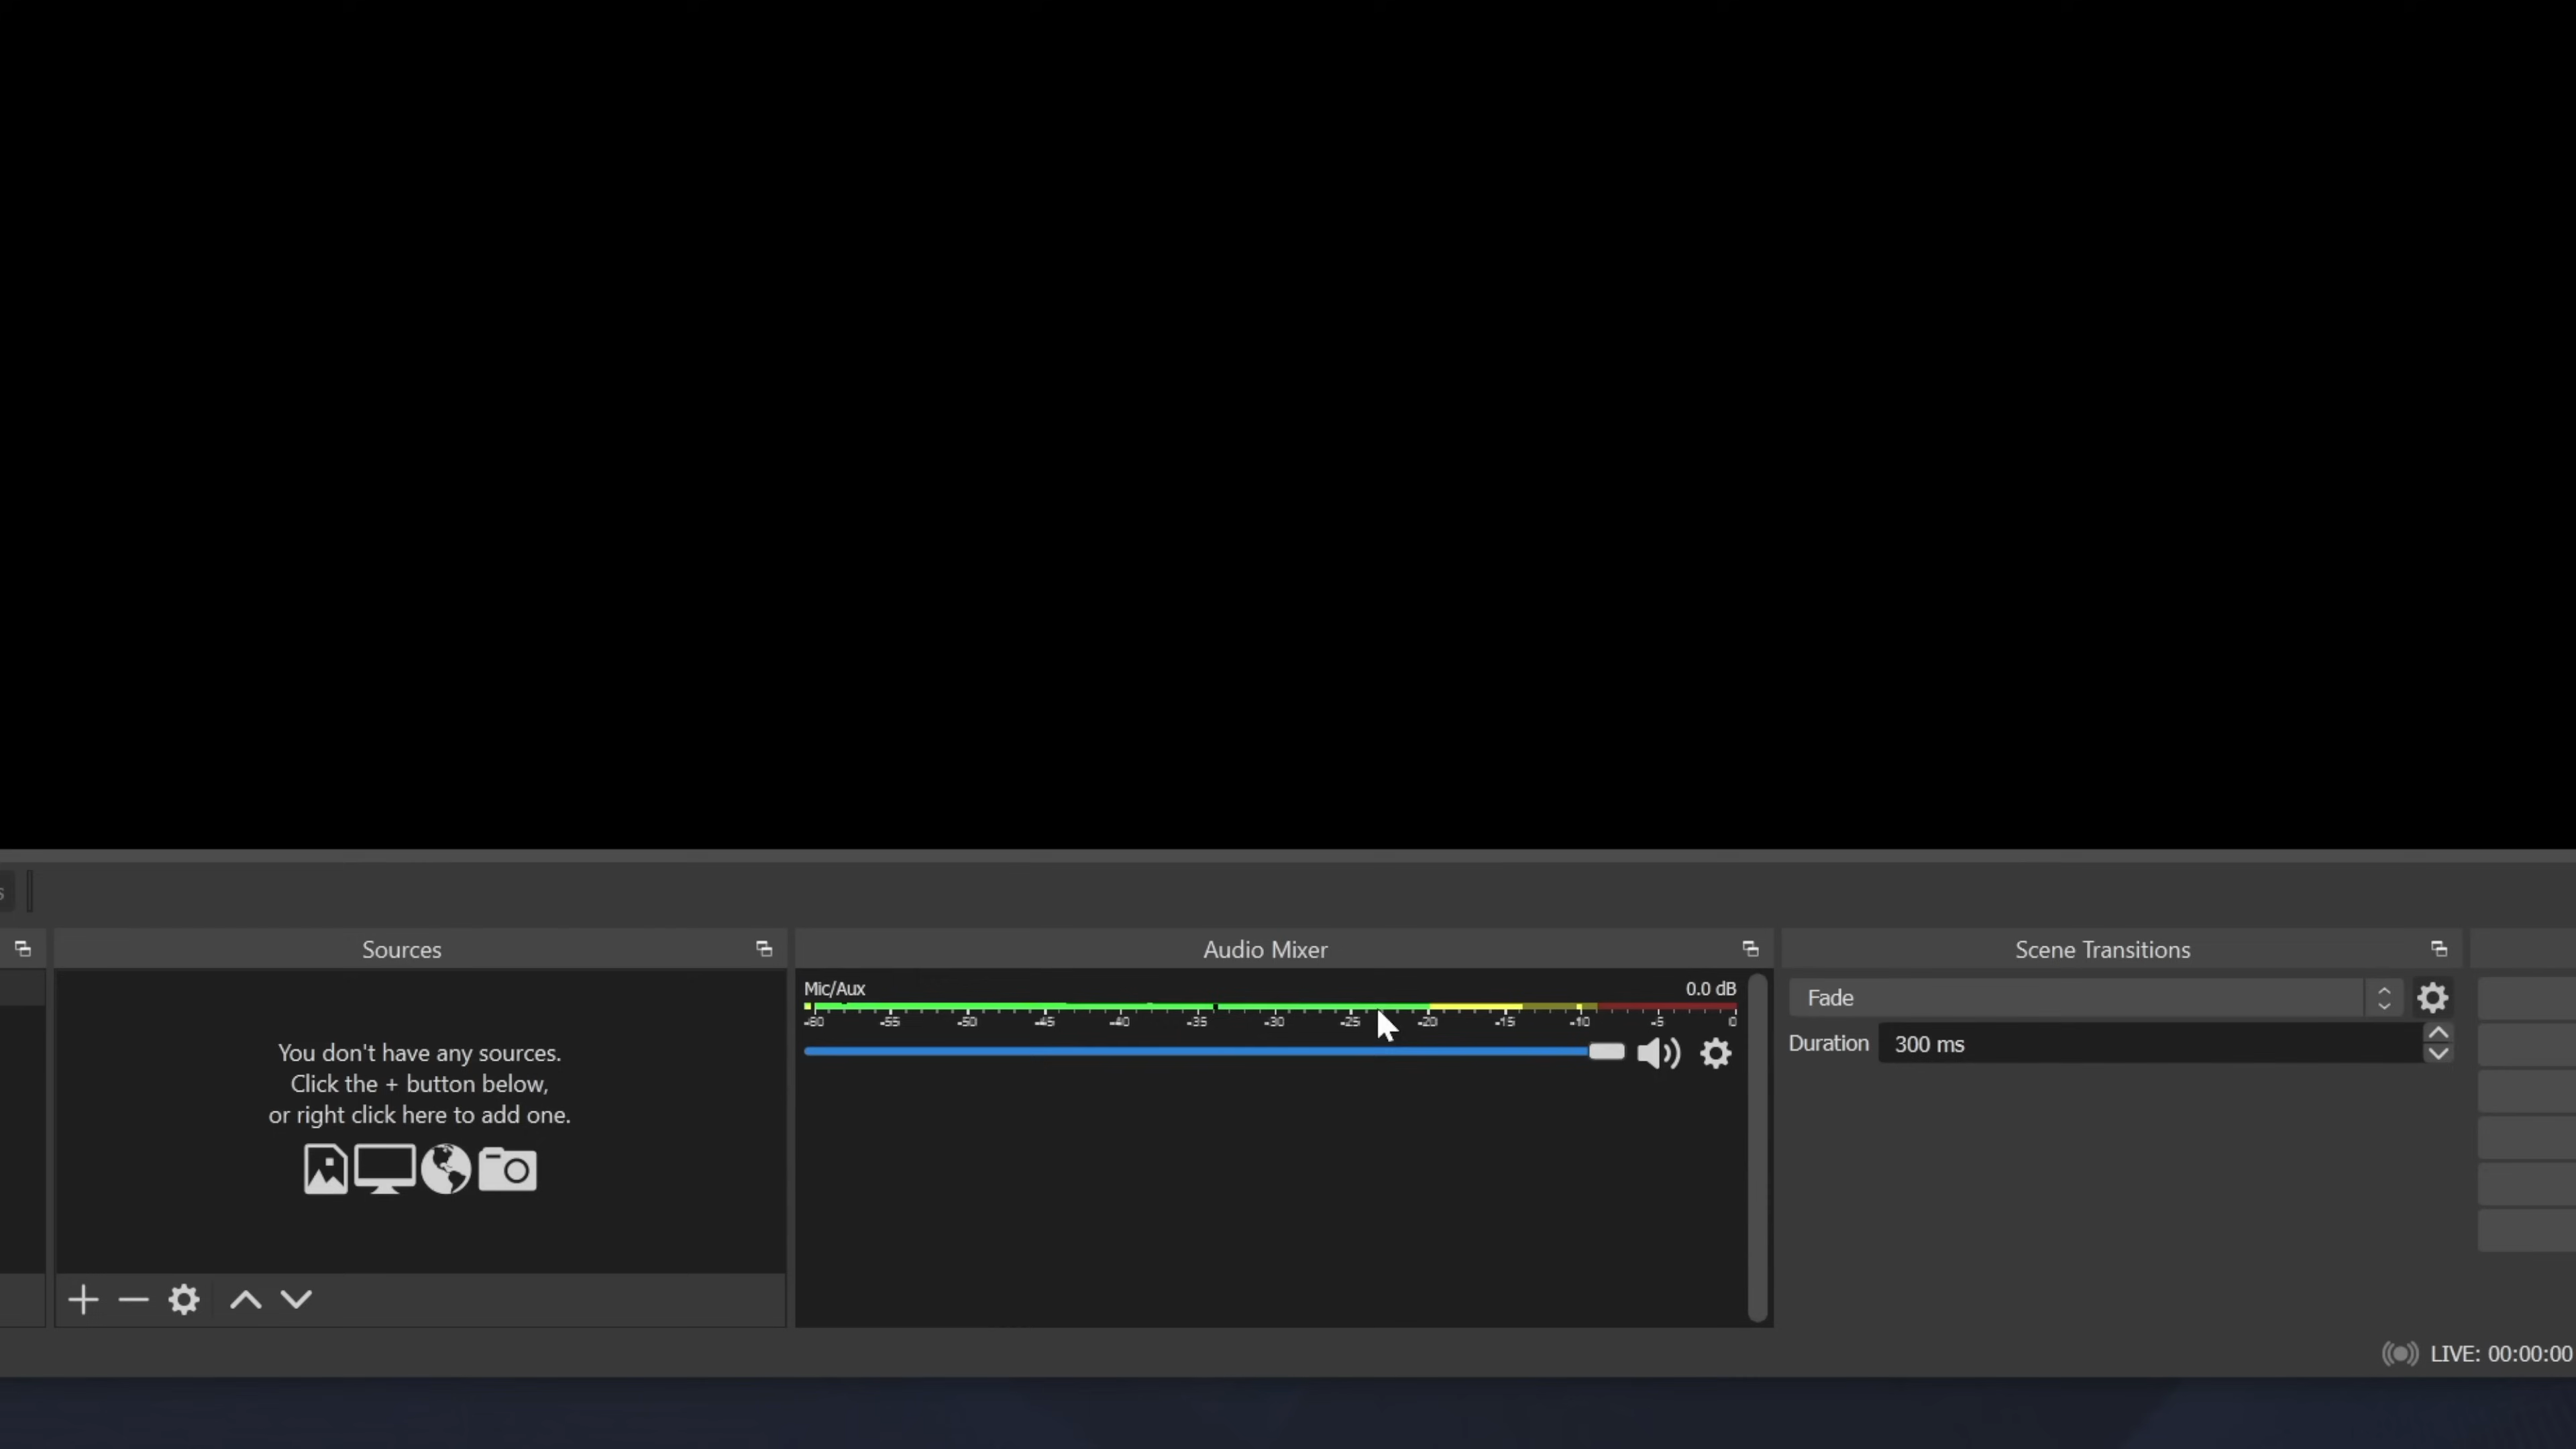 Sources
Audio Mixer
Scene Transitions
Mic/Aux
0.0 dB
-60 -55 -50 -45 -40 -35 -30 -25 -20 -15 -10 -5 0
Fade
Duration
300 ms
You don't have any sources.
Click the + button below,
or right click here to add one.
LIVE: 00:00:00